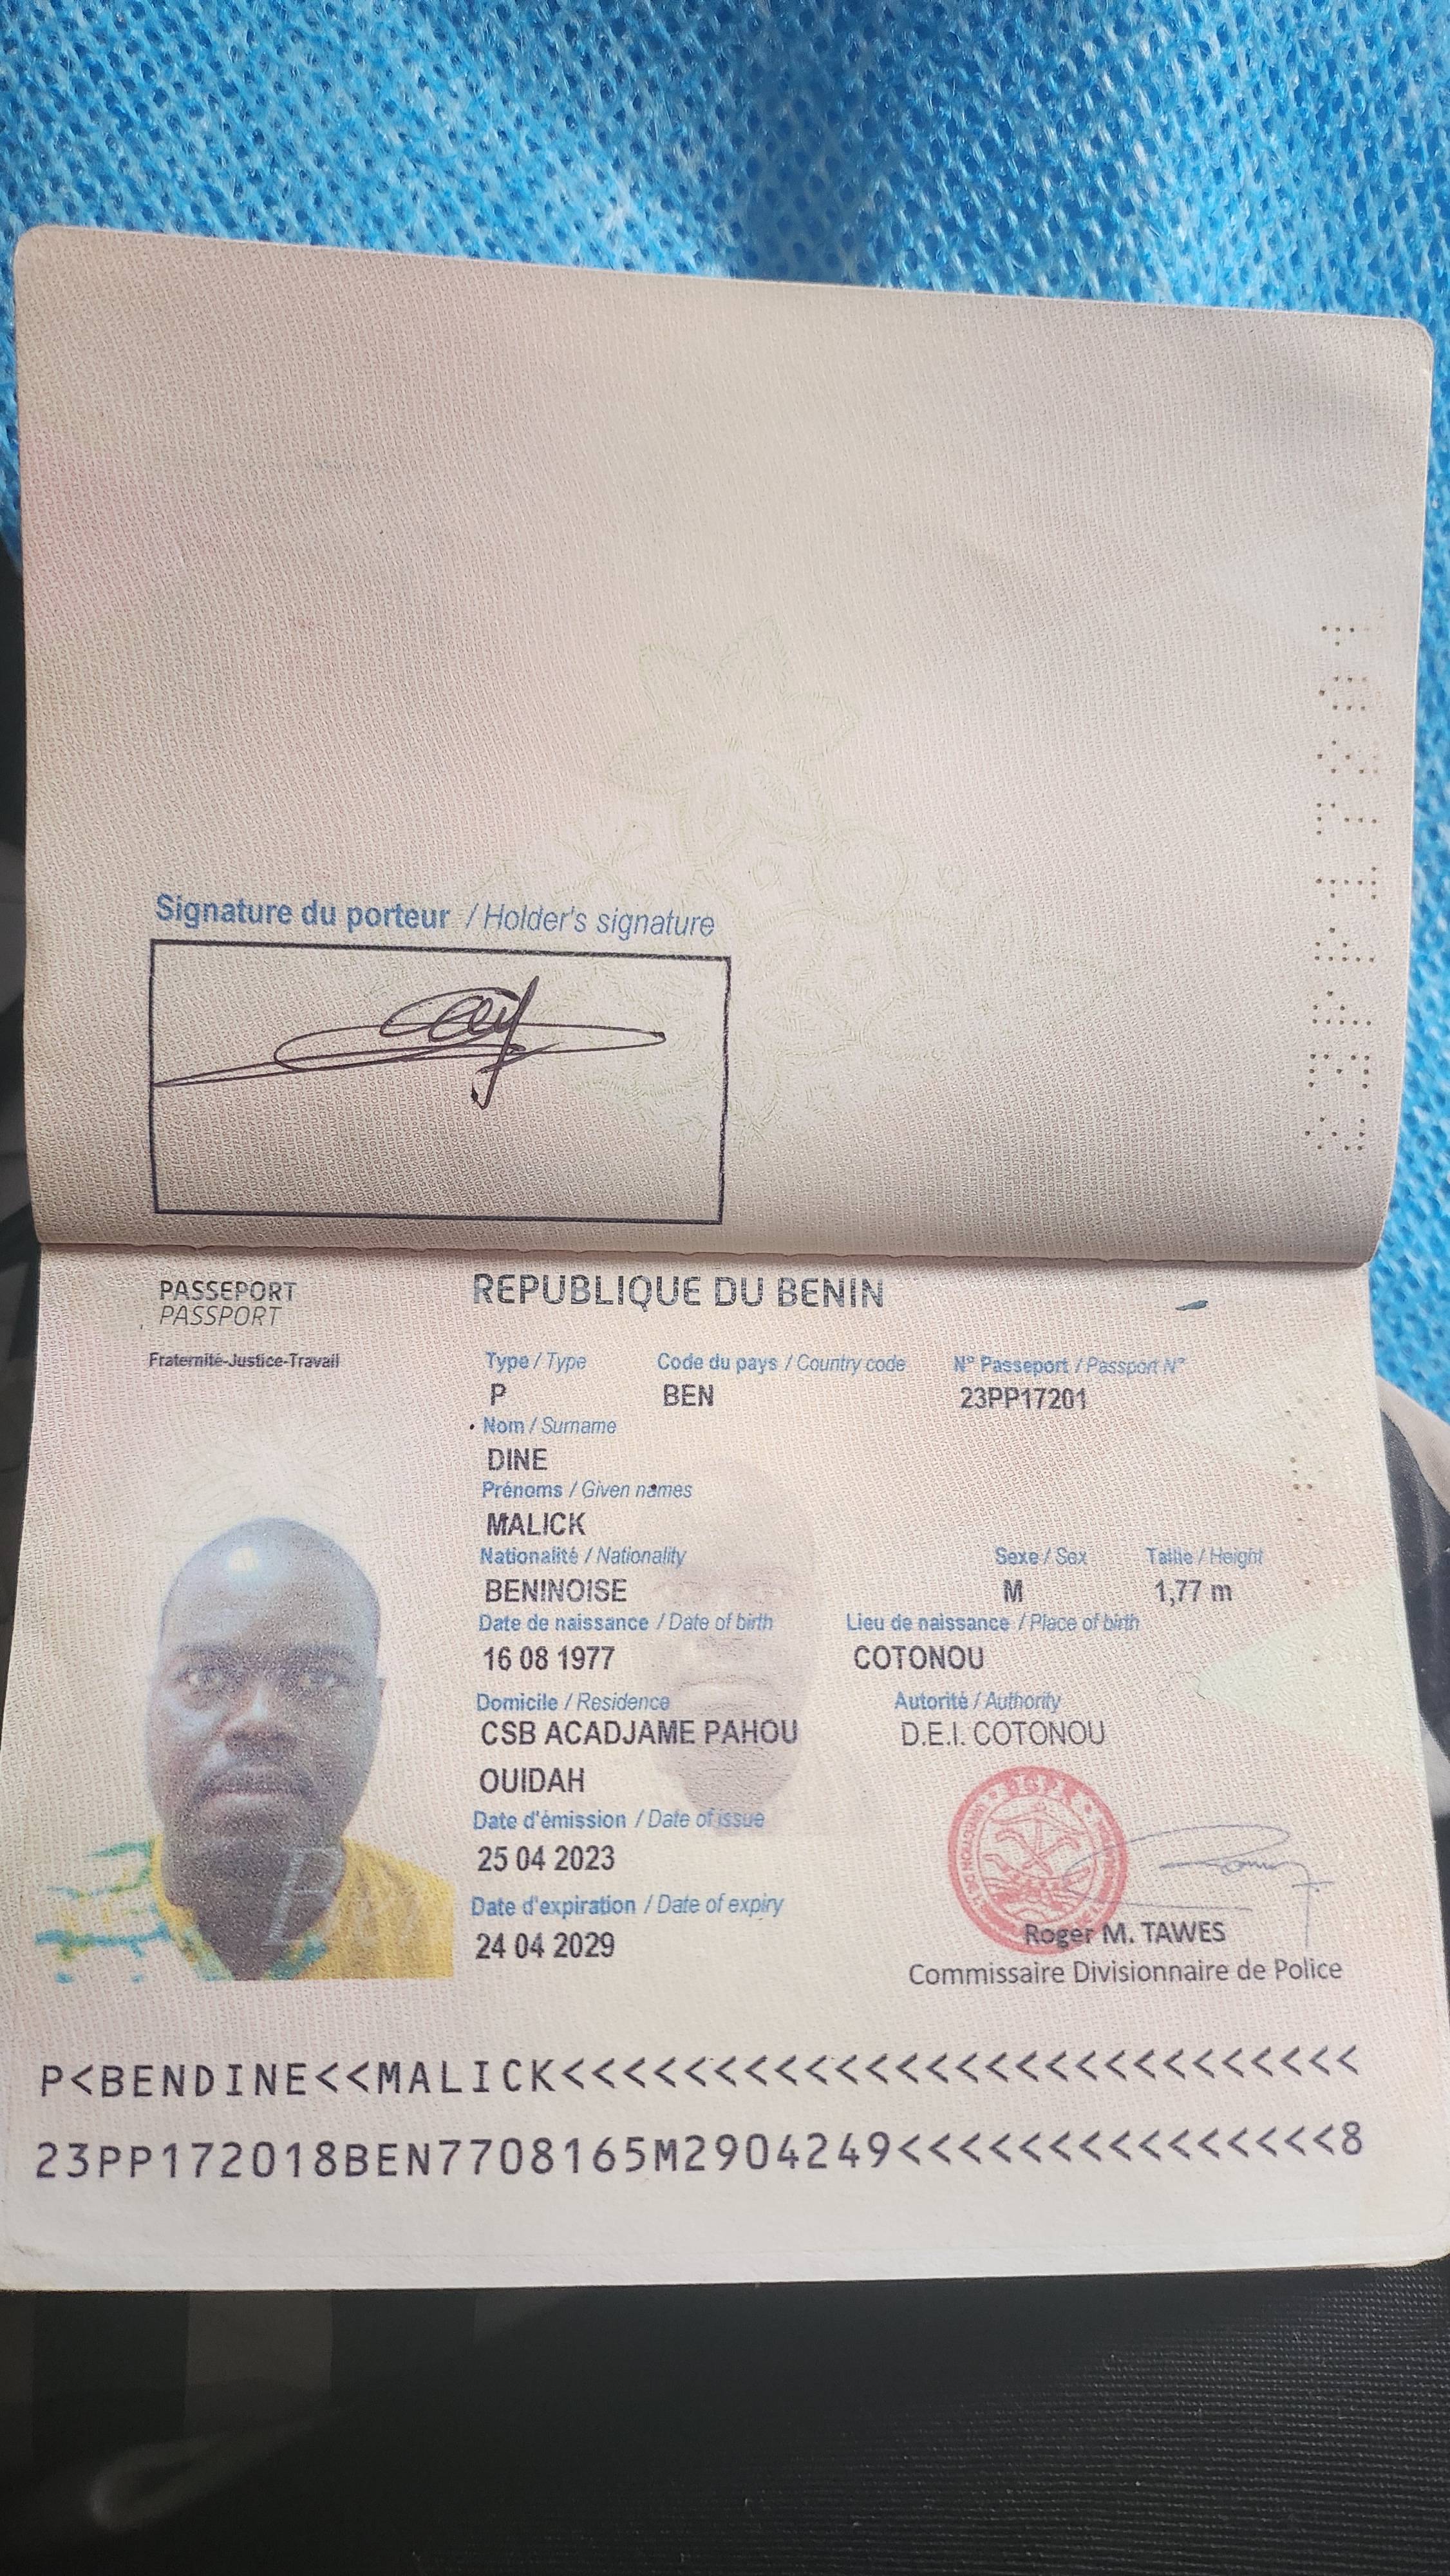 Signature du porteur / Holder's signature
PASSEPORT
PASSPORT
REPUBLIQUE DU BENIN
Fraternité-Justice-Travail
Type / Type Code du pays / Country code N° Passeport / Passport N°
P BEN 23PP17201
Nom / Surname
DINE
Prénoms / Given names
MALICK
Nationalité / Nationality Sexe / Sex Taille / Height
BENINOISE M 1,77 m
Date de naissance / Date of birth Lieu de naissance / Place of birth
16 08 1977 COTONOU
Domicile / Residence Autorité / Authority
CSB ACADJAME PAHOU D.E.I. COTONOU
OUIDAH
Date d'émission / Date of issue
25 04 2023
Date d'expiration / Date of expiry
24 04 2029
Roger M. TAWES
Commissaire Divisionnaire de Police
P<BENDINE<<MALICK<<<<<<<<<<<<<<<<<<<<<<<<<<<
23PP172018BEN7708165M2904249<<<<<<<<<<<<<<<8